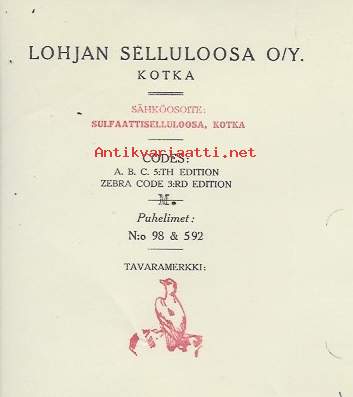 LOHJAN SELLULOOSA O/Y.
KOTKA
SÄHKÖOSOITE:
SULFAATTISELLULOOSA, KOTKA
Antikvariaatti.net
CODES:
A. B. C. 5:TH EDITION
ZEBRA CODE 3:RD EDITION
M.
Puhelimet:
N:o 98 & 592
TAVARAMERKKI: